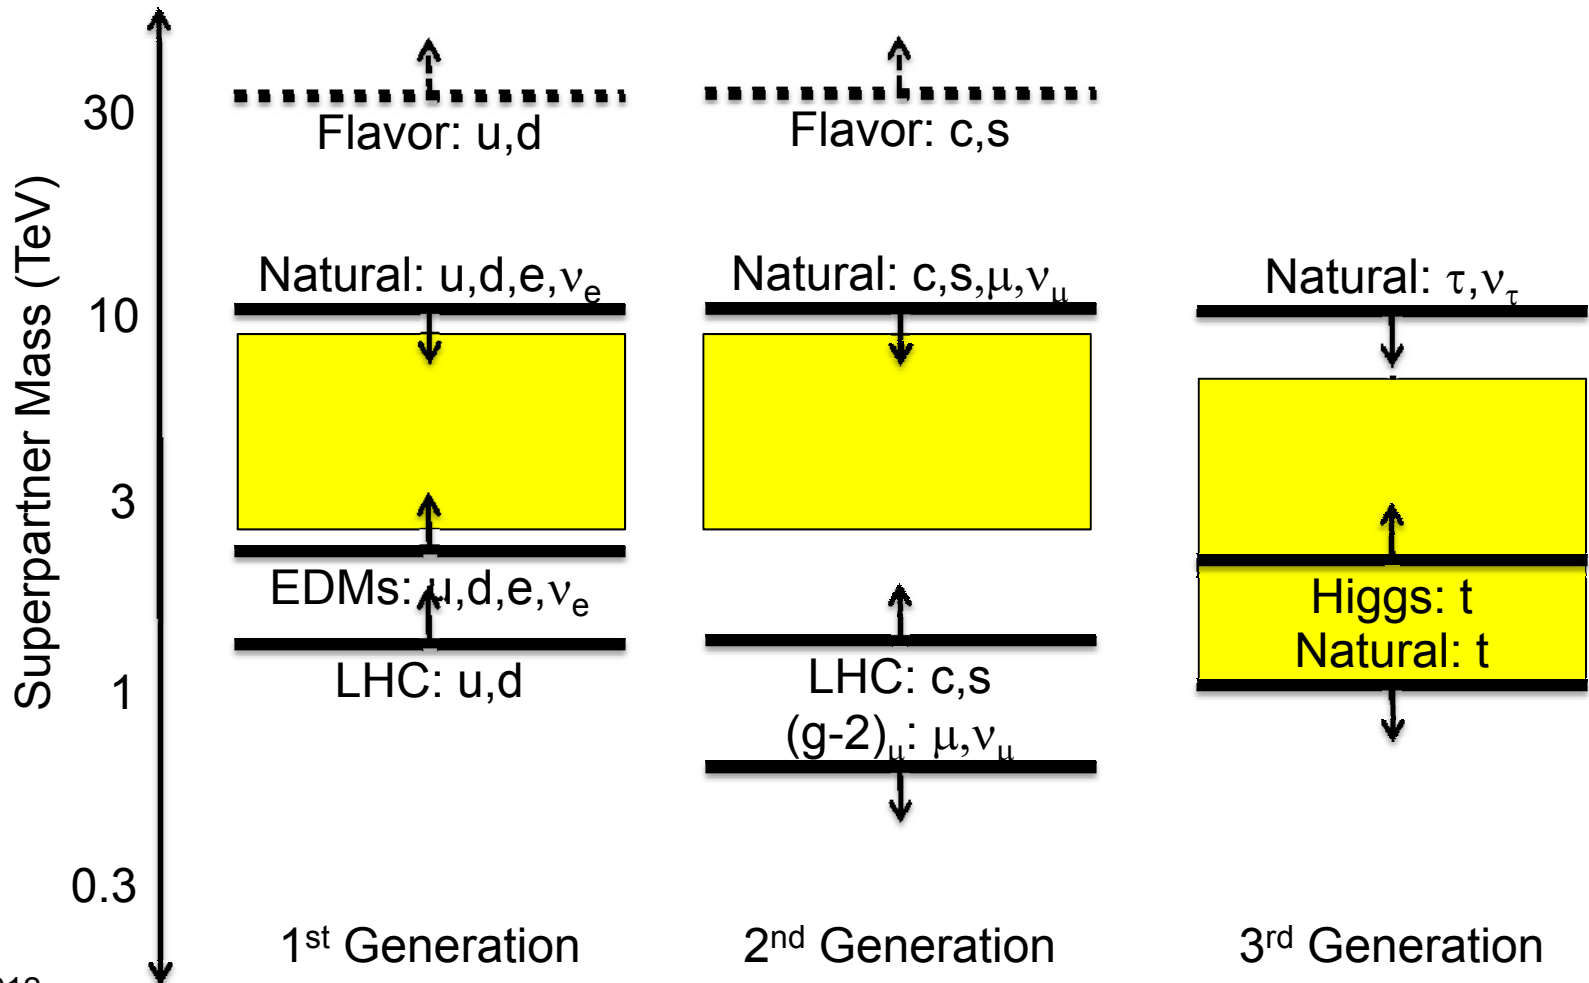 Superpartner Mass (TeV)
30
10
3
1
0.3
Flavor: u,d
Natural: u,d,e,νe
EDMs: u,d,e,νe
LHC: u,d
1st Generation
Flavor: c,s
Natural: c,s,μ,νμ
LHC: c,s
(g-2)μ: μ,νμ
2nd Generation
Natural: τ,ντ
Higgs: t
Natural: t
3rd Generation